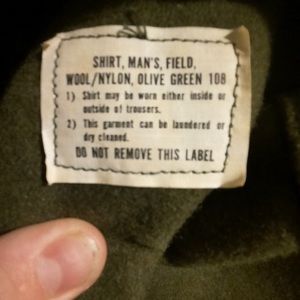 SHIRT, MAN'S, FIELD,
WOOL/NYLON, OLIVE GREEN 108
1) Shirt may be worn either inside or
outside of trousers.
2) This garment can be laundered or
dry cleaned.
DO NOT REMOVE THIS LABEL